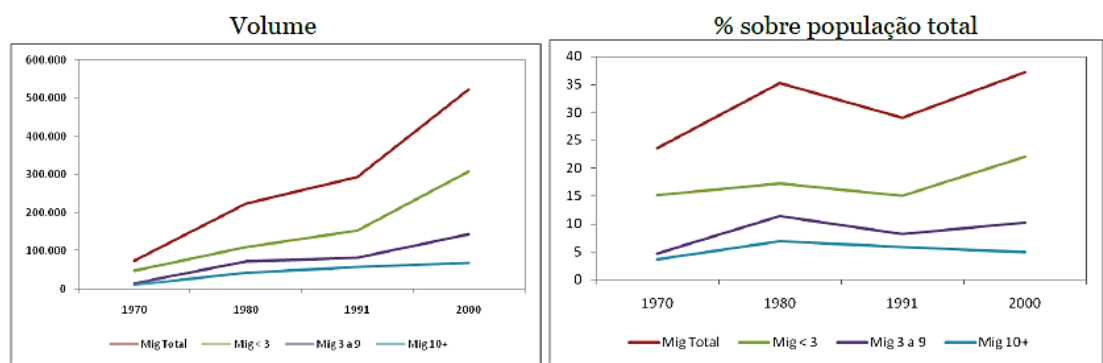 Volume
600.000
500.000
400.000
300.000
200.000
100.000
0
1970 1980 1991 2000
Mig Total Mig < 3 Mig 3 a 9 Mig 10+
% sobre população total
40
35
30
25
20
15
10
5
0
1970 1980 1991 2000
Mig Total Mig < 3 Mig 3 a 9 Mig 10+